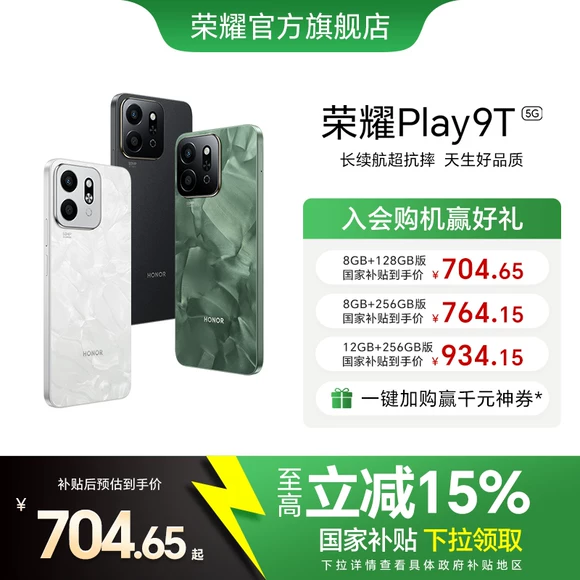 荣耀官方旗舰店
荣耀Play9T 5G
长续航超抗摔 天生好品质
HONOR
HONOR
HONOR
入会购机赢好礼
8GB+128GB版
国家补贴到手价 ¥704.65
8GB+256GB版
国家补贴到手价 ¥764.15
12GB+256GB版
国家补贴到手价 ¥934.15
一键加购赢千元神券*
补贴后预估到手价
¥704.65起
至高
立减15%
国家补贴 下拉领取
下拉详情查看具体政府补贴地区